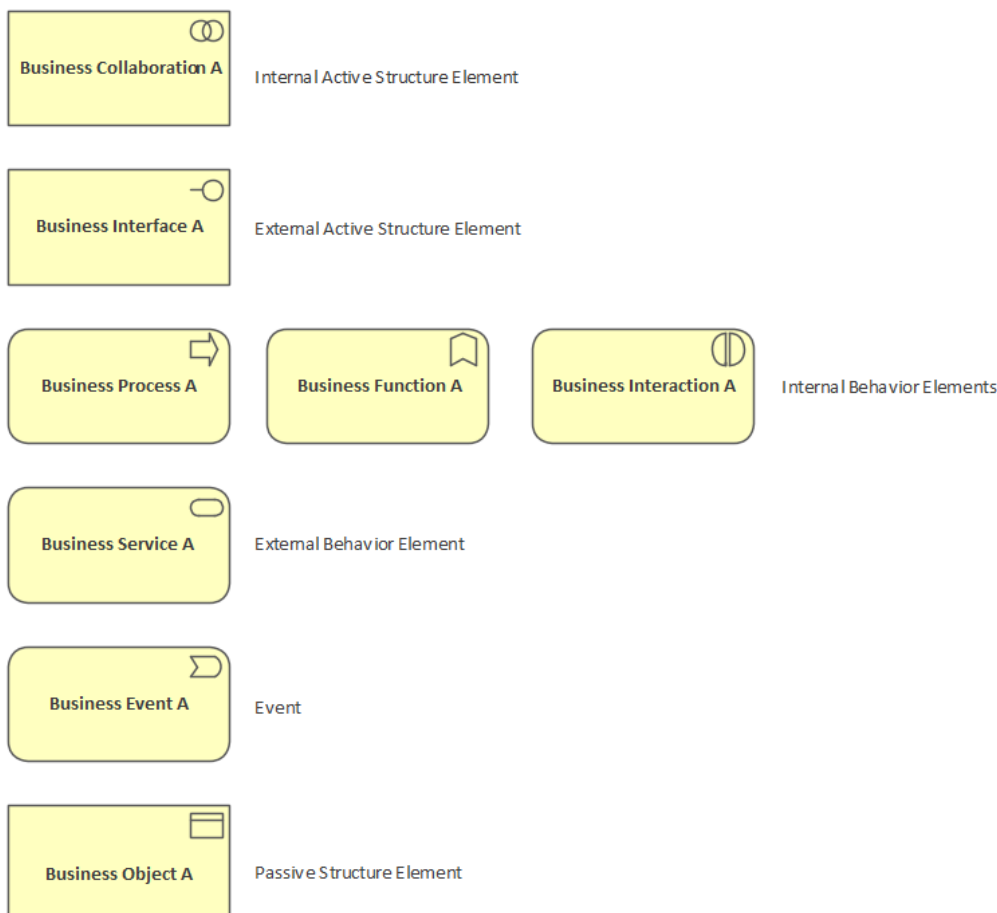 Business Collaboration A
Internal Active Structure Element
Business Interface A
External Active Structure Element
Business Process A
Business Function A
Business Interaction A
Internal Behavior Elements
Business Service A
External Behavior Element
Business Event A
Event
Business Object A
Passive Structure Element